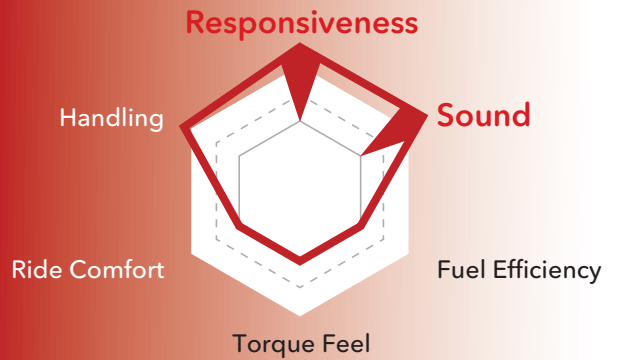 Responsiveness
Handling
Sound
Ride Comfort
Fuel Efficiency
Torque Feel